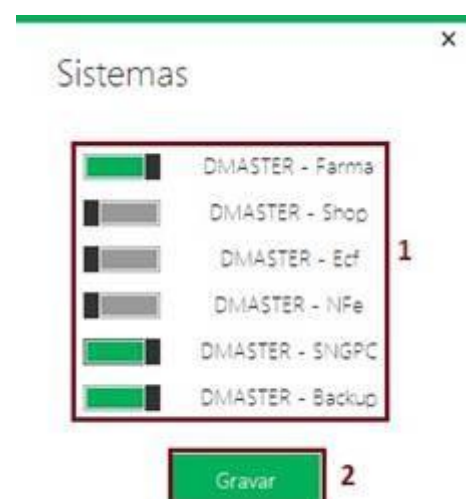 ×
Sistemas
DMASTER - Farma
DMASTER - Shop
DMASTER - Ecf
1
DMASTER - NFe
DMASTER - SNGPC
DMASTER - Backup
Gravar
2